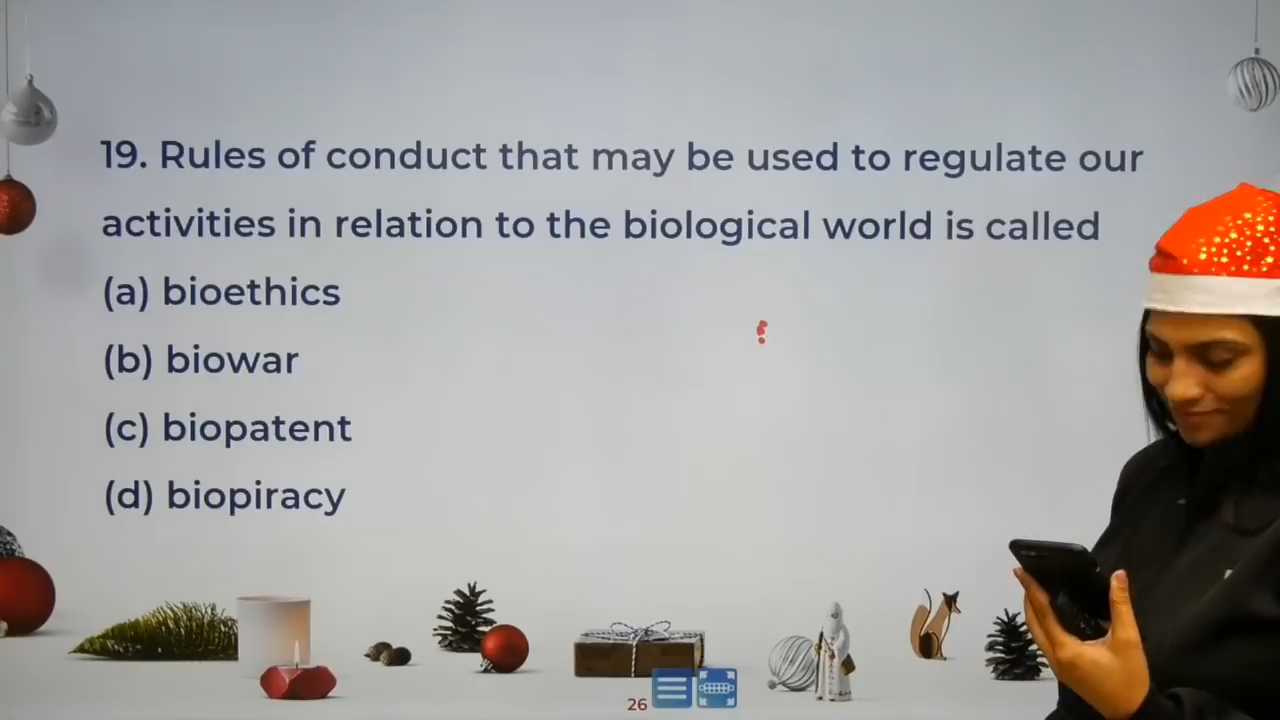 19. Rules of conduct that may be used to regulate our
activities in relation to the biological world is called
(a) bioethics
(b) biowar
(c) biopatent
(d) biopiracy
26